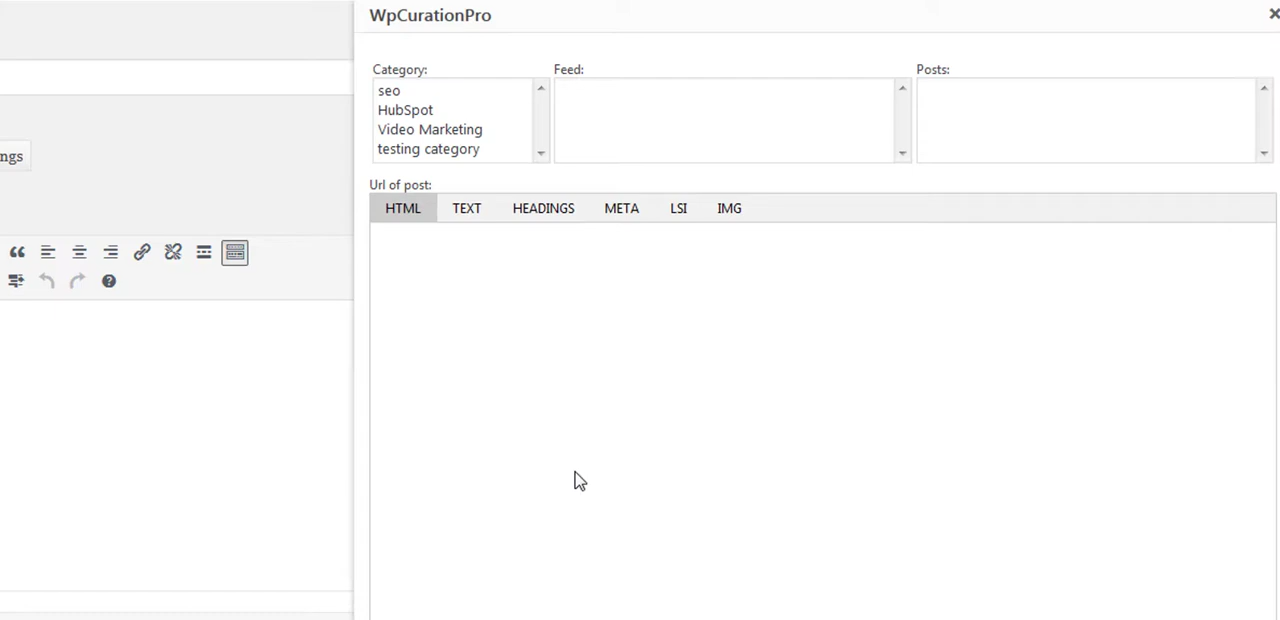 WpCurationPro
Category:
Feed:
Posts:
seo
HubSpot
Video Marketing
testing category
ngs
Url of post:
HTML TEXT HEADINGS META LSI IMG